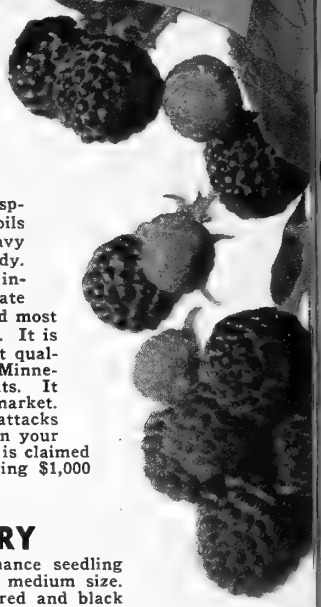 sp-
oils
avy
dy.
in-
ate
d most
. It is
t qual-
Minne-
ts. It
market.
attacks
n your
is claimed
ing $1,000
RY
ance seedling
medium size.
red and black